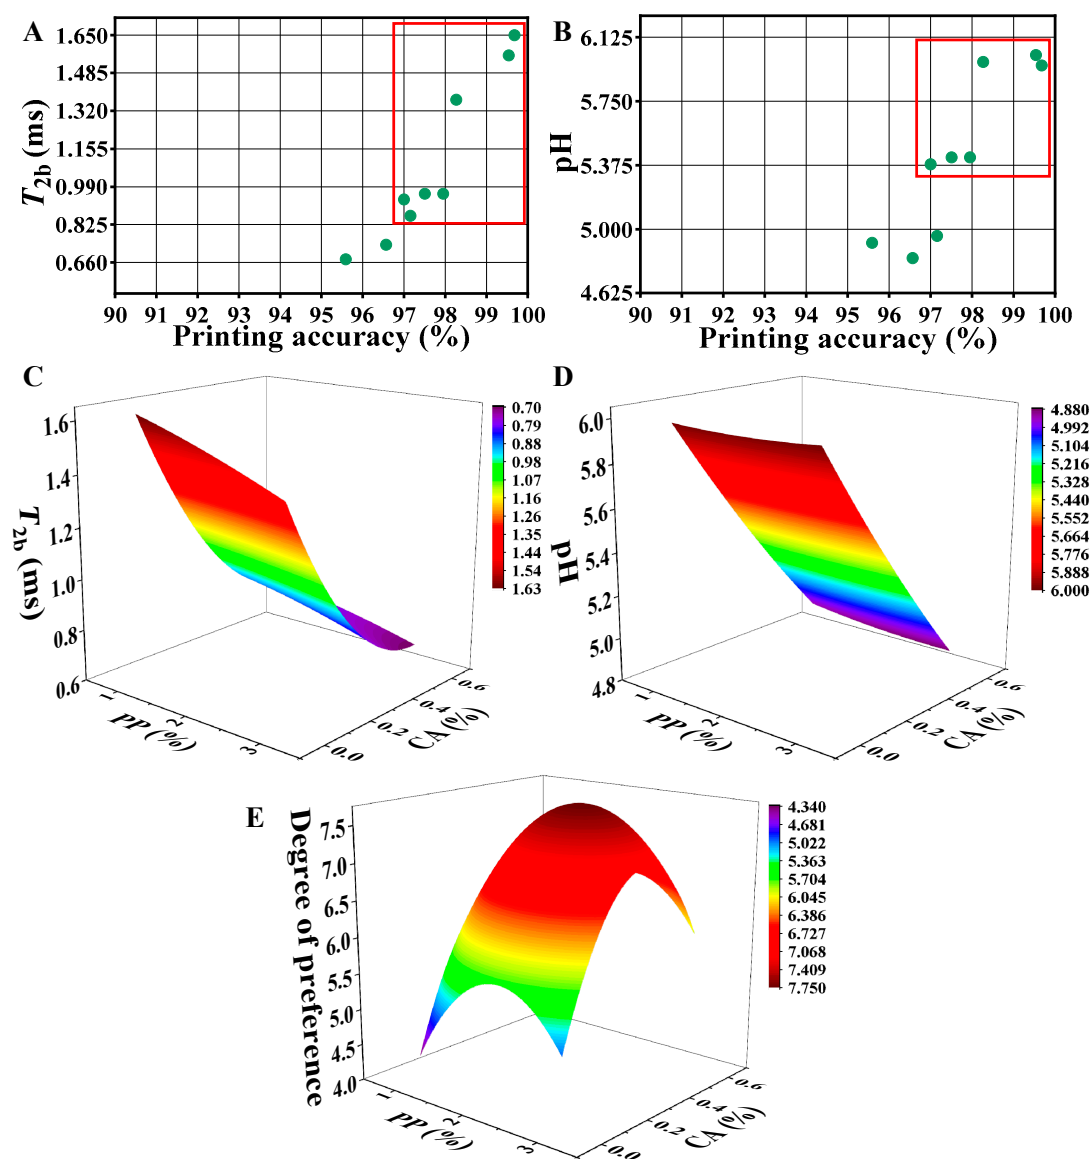 A
1.650
1.485
1.320
1.155
0.990
0.825
0.660
T2b (ms)
90 91 92 93 94 95 96 97 98 99 100
Printing accuracy (%)
B
6.125
5.750
5.375
5.000
4.625
pH
90 91 92 93 94 95 96 97 98 99 100
Printing accuracy (%)
C
1.6
1.4
1.2
1.0
0.8
0.6
T2b (ms)
1 2 3
PP (%)
0.0 0.2 0.4 0.6
CA (%)
0.70
0.79
0.88
0.98
1.07
1.16
1.26
1.35
1.44
1.54
1.63
D
6.0
5.8
5.6
5.4
5.2
5.0
4.8
pH
1 2 3
PP (%)
0.0 0.2 0.4 0.6
CA (%)
4.880
4.992
5.104
5.216
5.328
5.440
5.552
5.664
5.776
5.888
6.000
E
7.5
7.0
6.5
6.0
5.5
5.0
4.5
4.0
Degree of preference
1 2 3
PP (%)
0.0 0.2 0.4 0.6
CA (%)
4.340
4.681
5.022
5.363
5.704
6.045
6.386
6.727
7.068
7.409
7.750